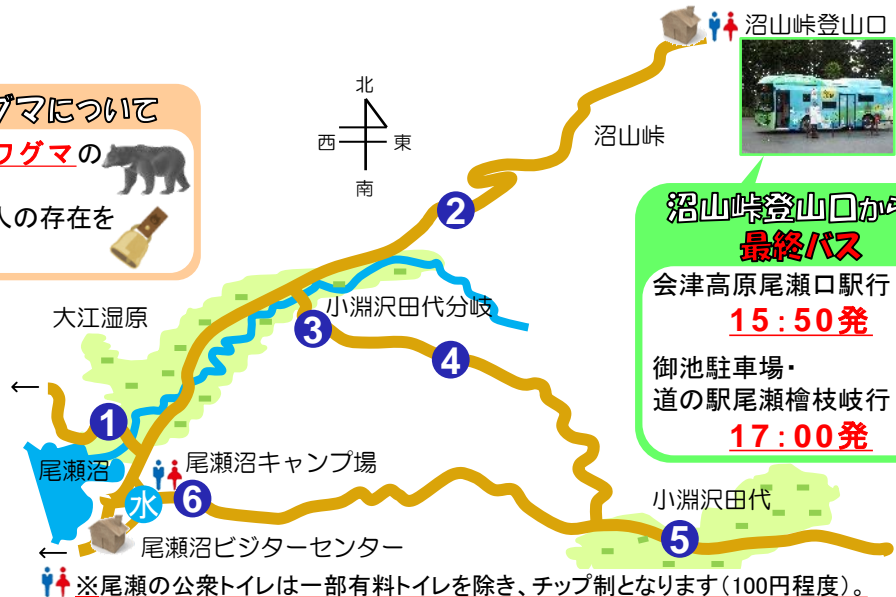 沼山峠登山口
グマについて
ワグマの
人の存在を
北
西 東
南
沼山峠
沼山峠登山口から
最終バス
会津高原尾瀬口駅行
15:50発
御池駐車場・
道の駅尾瀬檜枝岐行
17:00発
2
大江湿原
小淵沢田代分岐
3
4
←
1
尾瀬沼
尾瀬沼キャンプ場
水
6
小淵沢田代
5
←
尾瀬沼ビジターセンター
※尾瀬の公衆トイレは一部有料トイレを除き、チップ制となります(100円程度)。